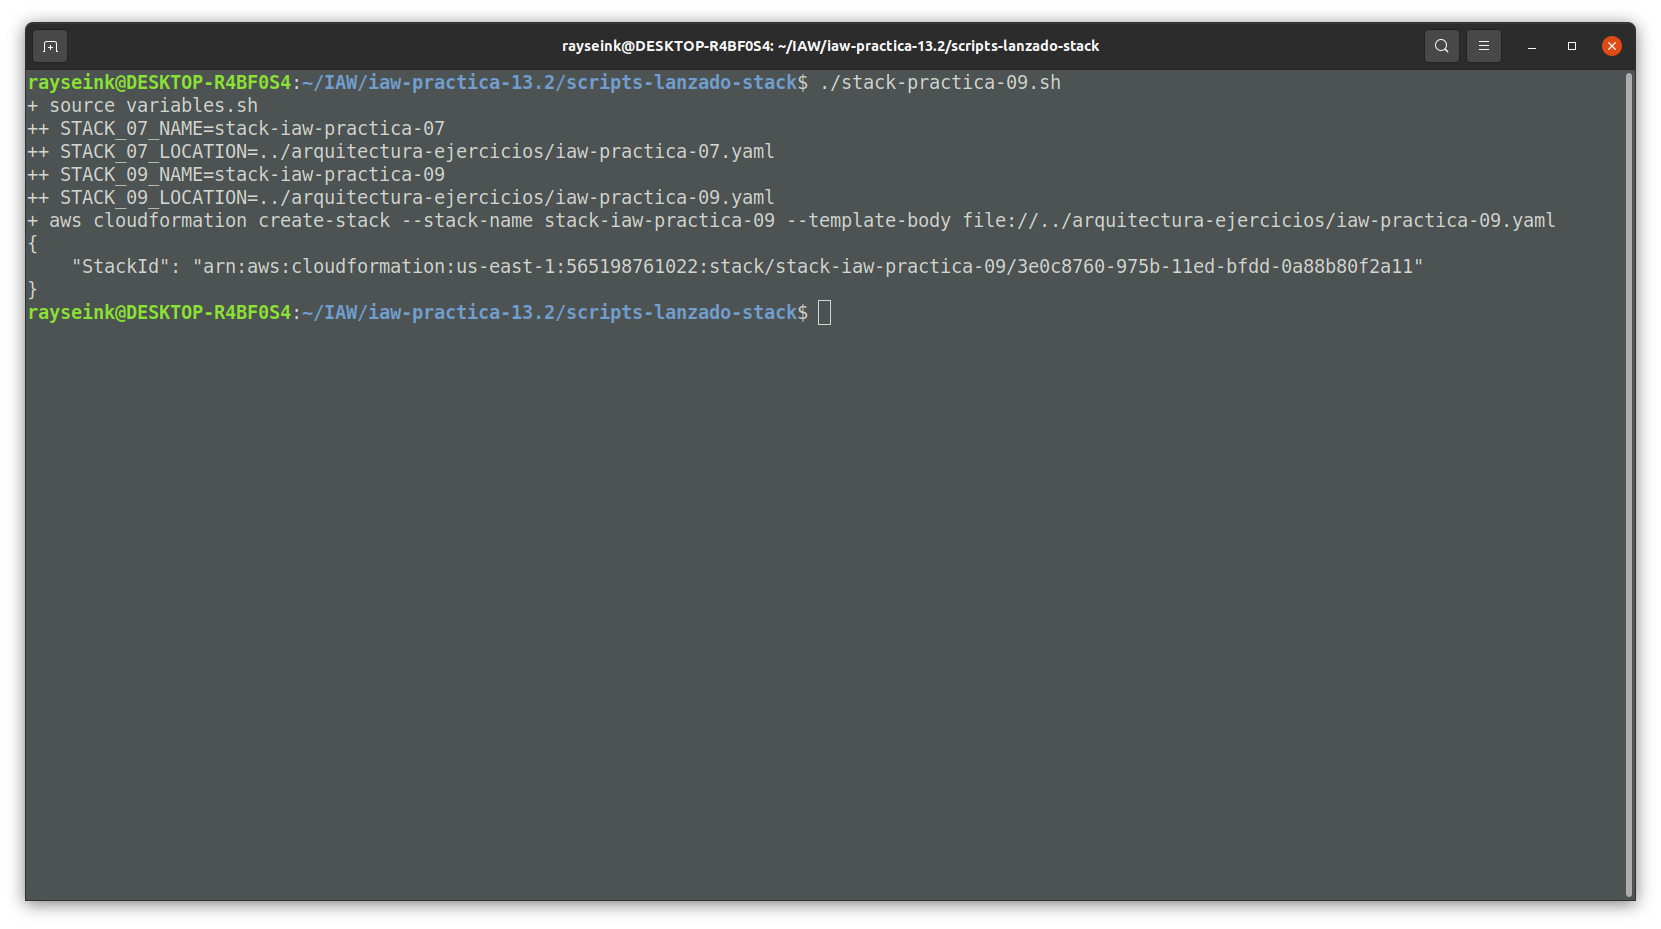 rayseink@DESKTOP-R4BF0S4: ~/IAW/iaw-practica-13.2/scripts-lanzado-stack
rayseink@DESKTOP-R4BF0S4:~/IAW/iaw-practica-13.2/scripts-lanzado-stack$ ./stack-practica-09.sh
+ source variables.sh
++ STACK_07_NAME=stack-iaw-practica-07
++ STACK_07_LOCATION=../arquitectura-ejercicios/iaw-practica-07.yaml
++ STACK_09_NAME=stack-iaw-practica-09
++ STACK_09_LOCATION=../arquitectura-ejercicios/iaw-practica-09.yaml
+ aws cloudformation create-stack --stack-name stack-iaw-practica-09 --template-body file://../arquitectura-ejercicios/iaw-practica-09.yaml
{
    "StackId": "arn:aws:cloudformation:us-east-1:565198761022:stack/stack-iaw-practica-09/3e0c8760-975b-11ed-bfdd-0a88b80f2a11"
}
rayseink@DESKTOP-R4BF0S4:~/IAW/iaw-practica-13.2/scripts-lanzado-stack$